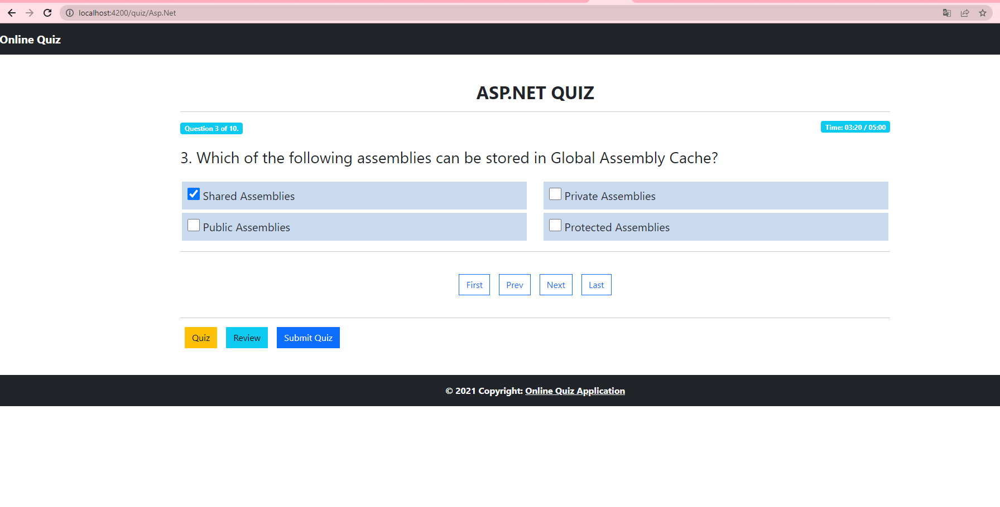 localhost:4200/quiz/Asp.Net
Online Quiz
ASP.NET QUIZ
Question 3 of 10.
Time: 03:20 / 05:00
3. Which of the following assemblies can be stored in Global Assembly Cache?
Shared Assemblies
Private Assemblies
Public Assemblies
Protected Assemblies
First Prev Next Last
Quiz Review Submit Quiz
© 2021 Copyright: Online Quiz Application